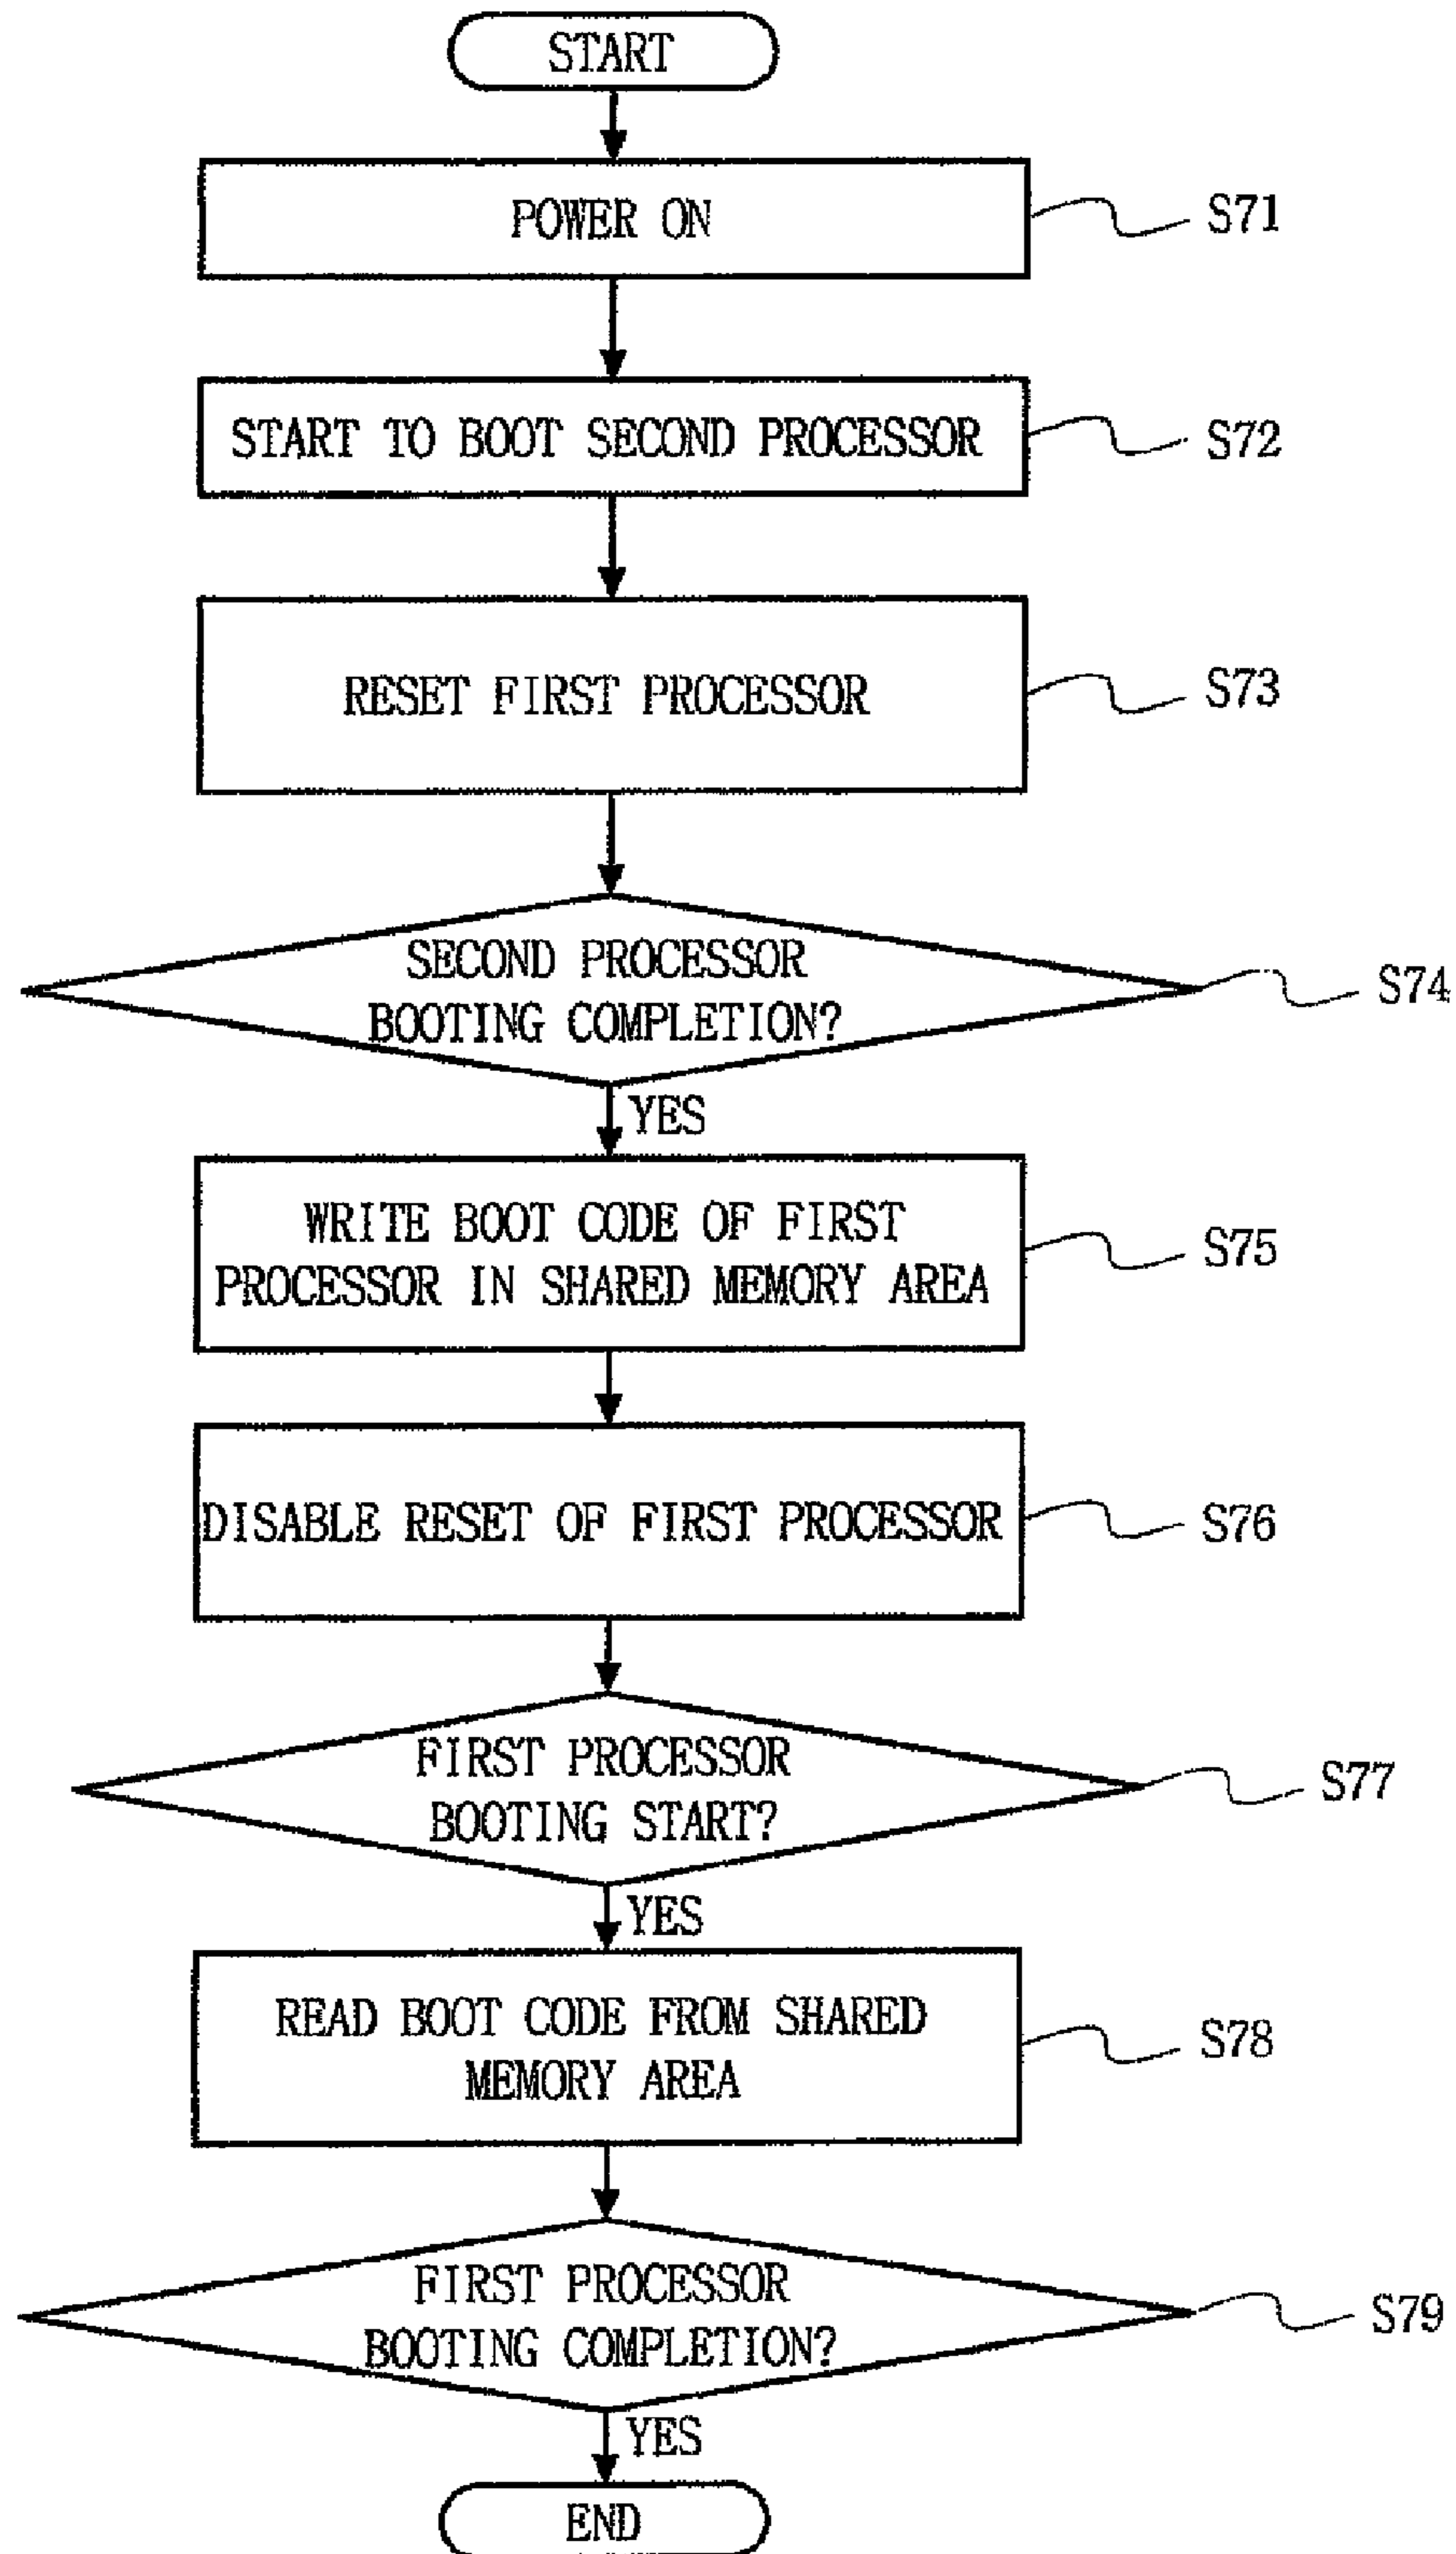 START
POWER ON
S71
START TO BOOT SECOND PROCESSOR
S72
RESET FIRST PROCESSOR
S73
SECOND PROCESSOR
BOOTING COMPLETION?
S74
YES
WRITE BOOT CODE OF FIRST
PROCESSOR IN SHARED MEMORY AREA
S75
DISABLE RESET OF FIRST PROCESSOR
S76
FIRST PROCESSOR
BOOTING START?
S77
YES
READ BOOT CODE FROM SHARED
MEMORY AREA
S78
FIRST PROCESSOR
BOOTING COMPLETION?
S79
YES
END